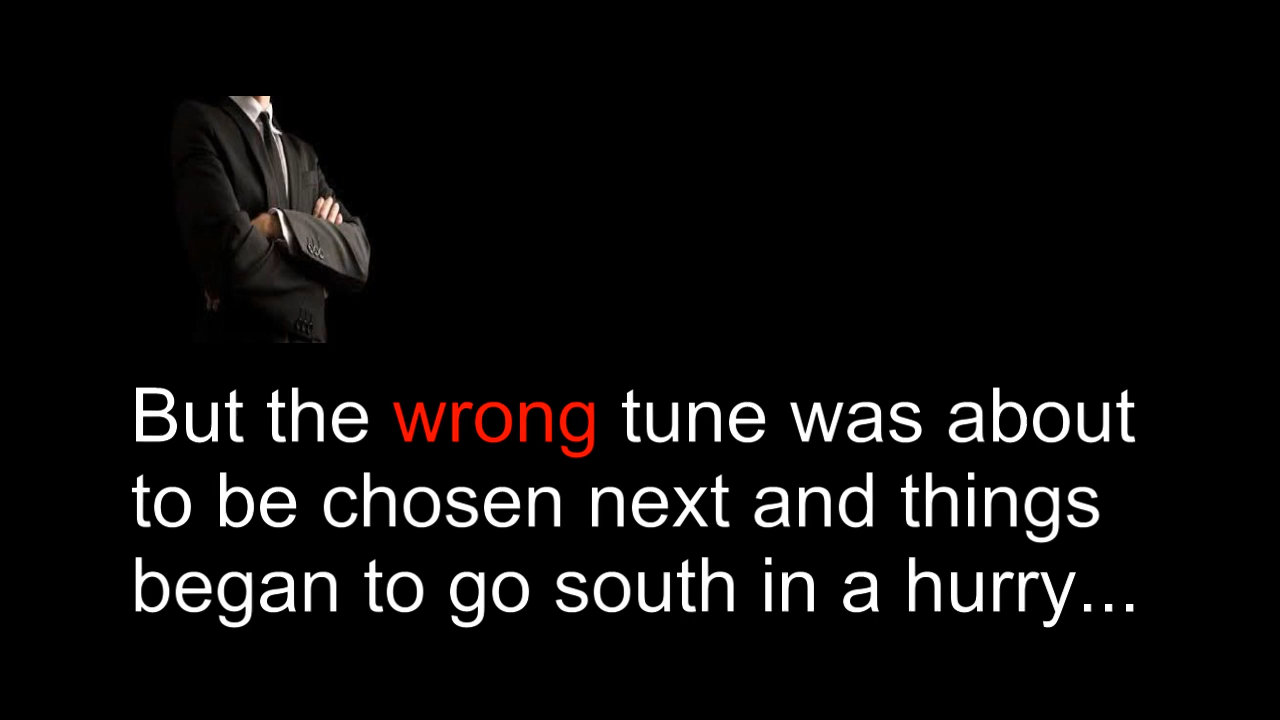 But the wrong tune was about
to be chosen next and things
began to go south in a hurry...